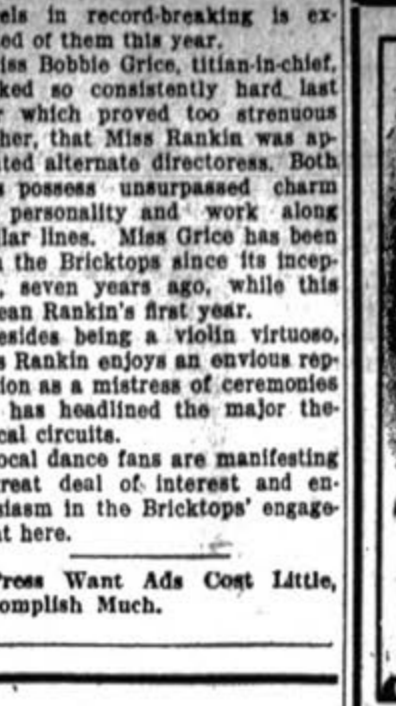 els in record-breaking is ex-
ed of them this year.
iss Bobbie Grice, titian-in-chief,
ked so consistently hard last
r which proved too strenuous
her, that Miss Rankin was ap-
ted alternate directoress. Both
s possess unsurpassed charm
personality and work along
lar lines. Miss Grice has been
the Bricktops since its incep-
, seven years ago, while this
ean Rankin's first year.
esides being a violin virtuoso,
s Rankin enjoys an envious rep-
ion as a mistress of ceremonies
has headlined the major the-
cal circuits.
ocal dance fans are manifesting
reat deal of interest and en-
siasm in the Bricktops' engage-
t here.
Press Want Ads Cost Little,
omplish Much.